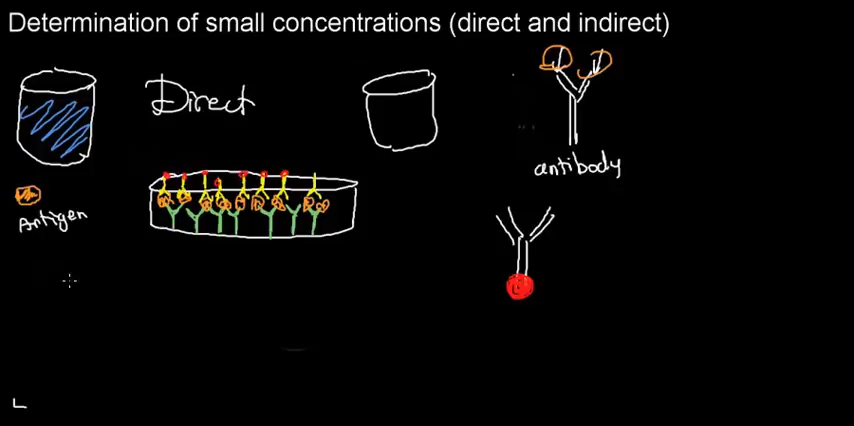 Determination of small concentrations (direct and indirect)
Direct
antibody
Antigen
L